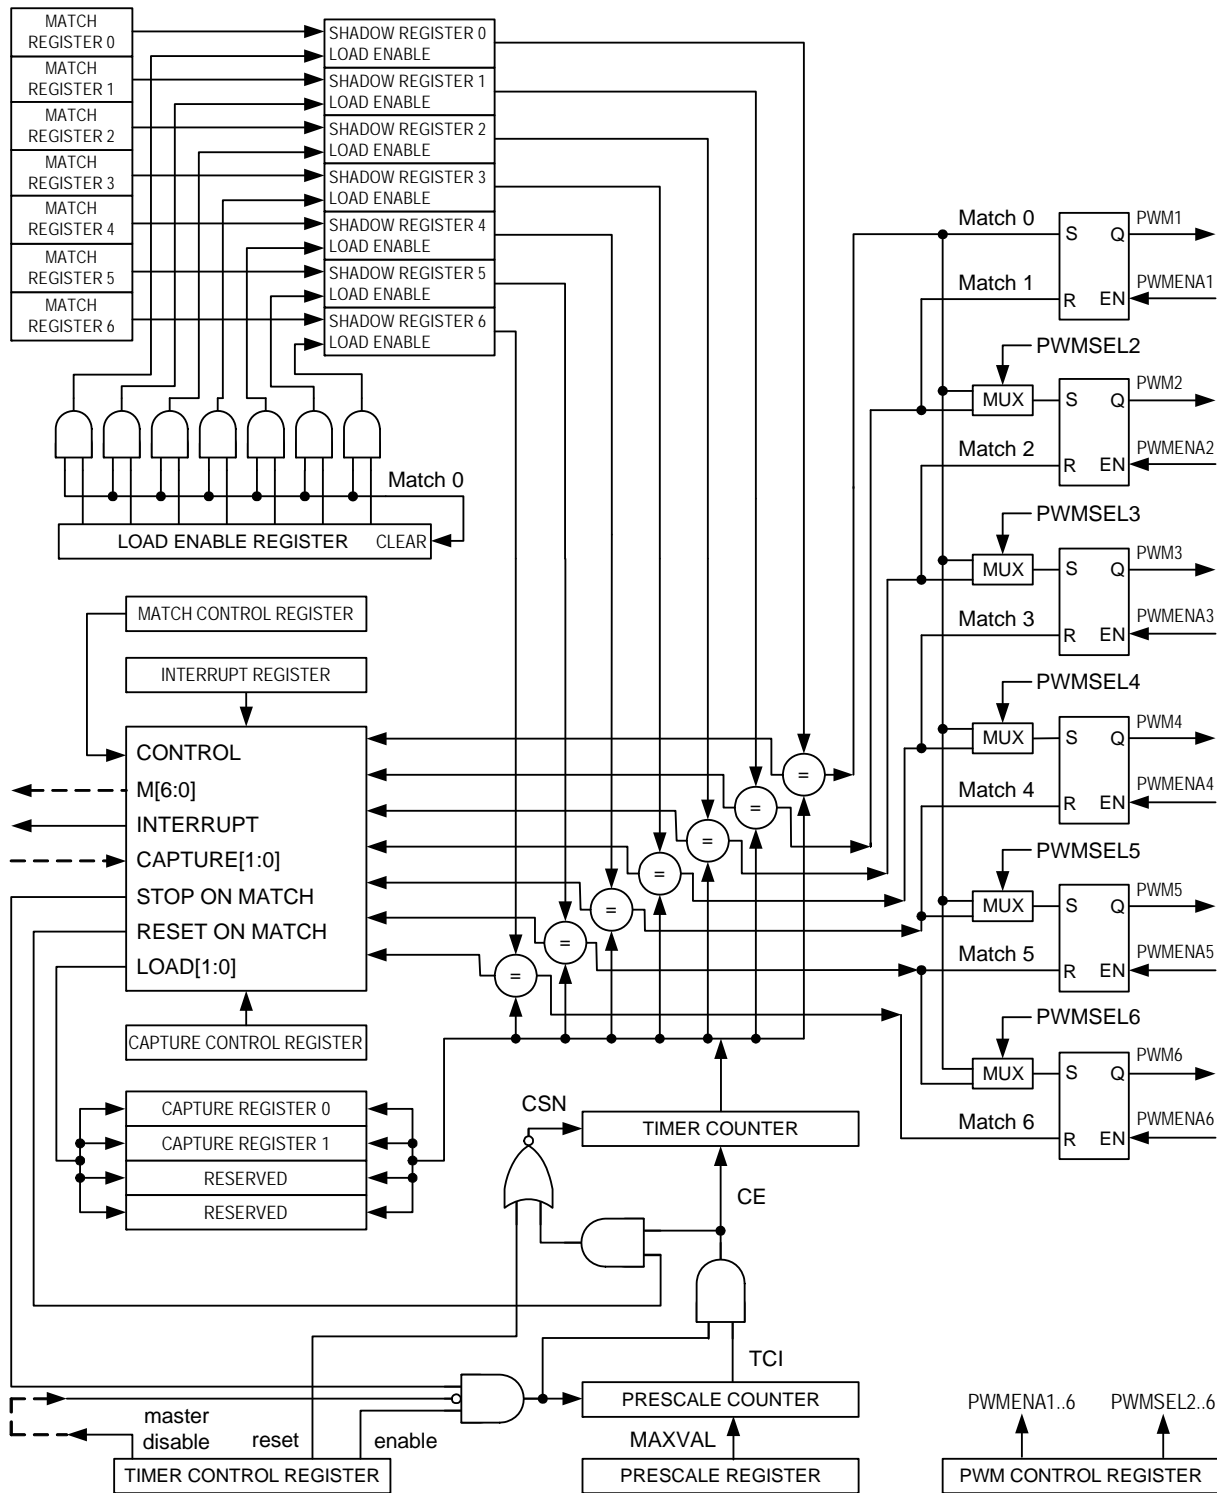 MATCH
REGISTER 0
MATCH
REGISTER 1
MATCH
REGISTER 2
MATCH
REGISTER 3
MATCH
REGISTER 4
MATCH
REGISTER 5
MATCH
REGISTER 6
SHADOW REGISTER 0
LOAD ENABLE
SHADOW REGISTER 1
LOAD ENABLE
SHADOW REGISTER 2
LOAD ENABLE
SHADOW REGISTER 3
LOAD ENABLE
SHADOW REGISTER 4
LOAD ENABLE
SHADOW REGISTER 5
LOAD ENABLE
SHADOW REGISTER 6
LOAD ENABLE
Match 0
LOAD ENABLE REGISTER CLEAR
MATCH CONTROL REGISTER
INTERRUPT REGISTER
CONTROL
M[6:0]
INTERRUPT
CAPTURE[1:0]
STOP ON MATCH
RESET ON MATCH
LOAD[1:0]
CAPTURE CONTROL REGISTER
CAPTURE REGISTER 0
CAPTURE REGISTER 1
RESERVED
RESERVED
=
=
=
=
=
=
=
Match 0
S Q
PWM1
Match 1
R EN
PWMENA1
PWMSEL2
MUX
S Q
PWM2
Match 2
R EN
PWMENA2
PWMSEL3
MUX
S Q
PWM3
Match 3
R EN
PWMENA3
PWMSEL4
MUX
S Q
PWM4
Match 4
R EN
PWMENA4
PWMSEL5
MUX
S Q
PWM5
Match 5
R EN
PWMENA5
PWMSEL6
MUX
S Q
PWM6
Match 6
R EN
PWMENA6
CSN
TIMER COUNTER
CE
TCI
PRESCALE COUNTER
MAXVAL
PRESCALE REGISTER
master
disable
reset
enable
TIMER CONTROL REGISTER
PWMENA1..6
PWMSEL2..6
PWM CONTROL REGISTER